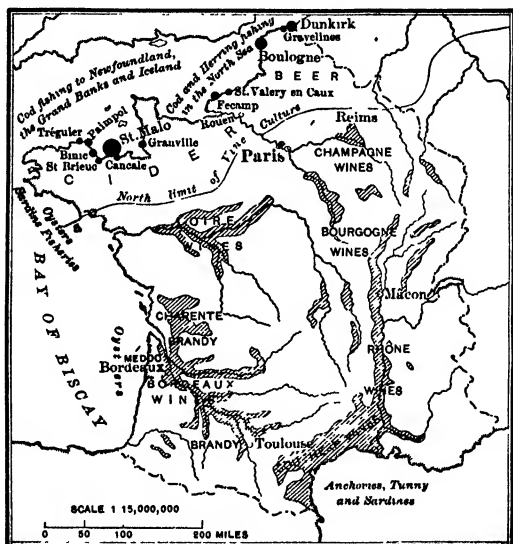 Dunkirk
Gravelines
Boulogne
BEER
Cod fishing to Newfoundland,
the Grand Banks and Iceland
Cod and Herring fishing
in the North Sea
St. Valery en Caux
Fecamp
Rouen
Tréguier
Paimpol
St. Malo
Granville
Binic
St Brieuc
Cancale
CIDER
North limit of Vine Culture
Paris
Reims
CHAMPAGNE
WINES
Oysters
Sardine Fisheries
LOIRE
WINES
BOURGOGNE
WINES
BAY OF BISCAY
CHARENTE
BRANDY
Oysters
MEDOC
Bordeaux
BORDEAUX
WINES
Macon
RHÔNE
WINES
BRANDY
Toulouse
Anchovies, Tunny
and Sardines
SCALE 1 15,000,000
0 50 100 200 MILES